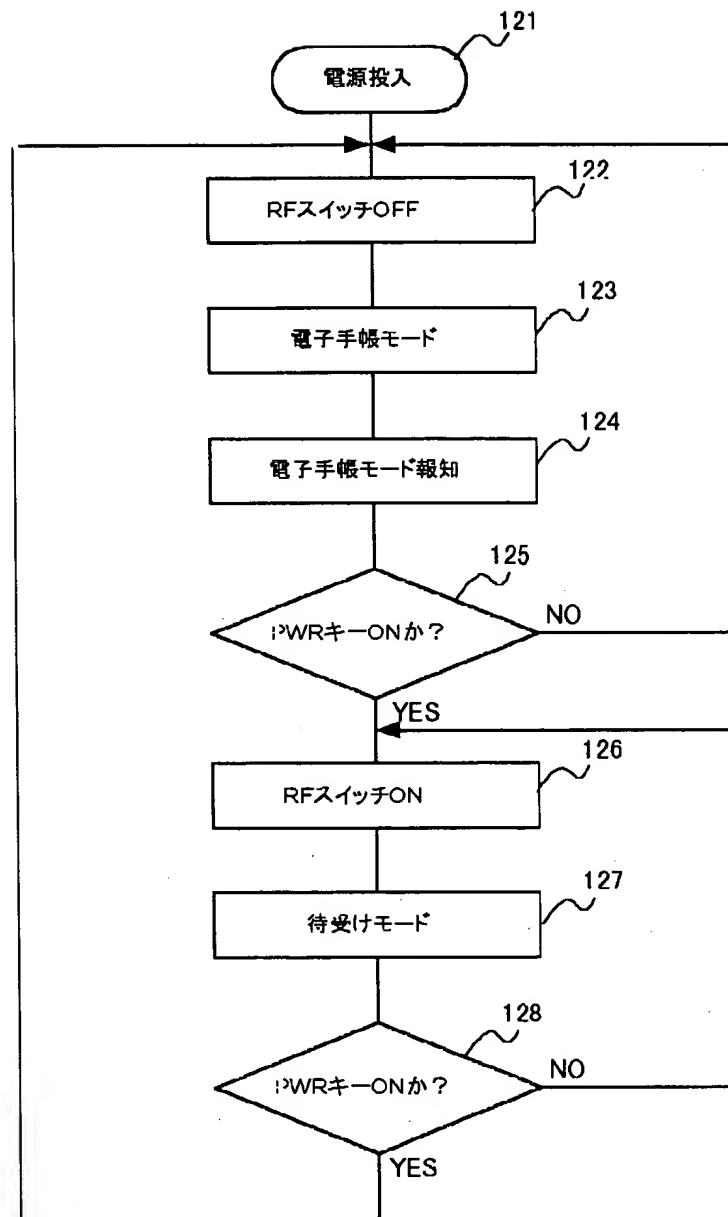 121
電源投入
122
RFスイッチOFF
123
電子手帳モード
124
電子手帳モード報知
125
PWRキーONか?
NO
YES
126
RFスイッチON
127
待受けモード
128
PWRキーONか?
NO
YES